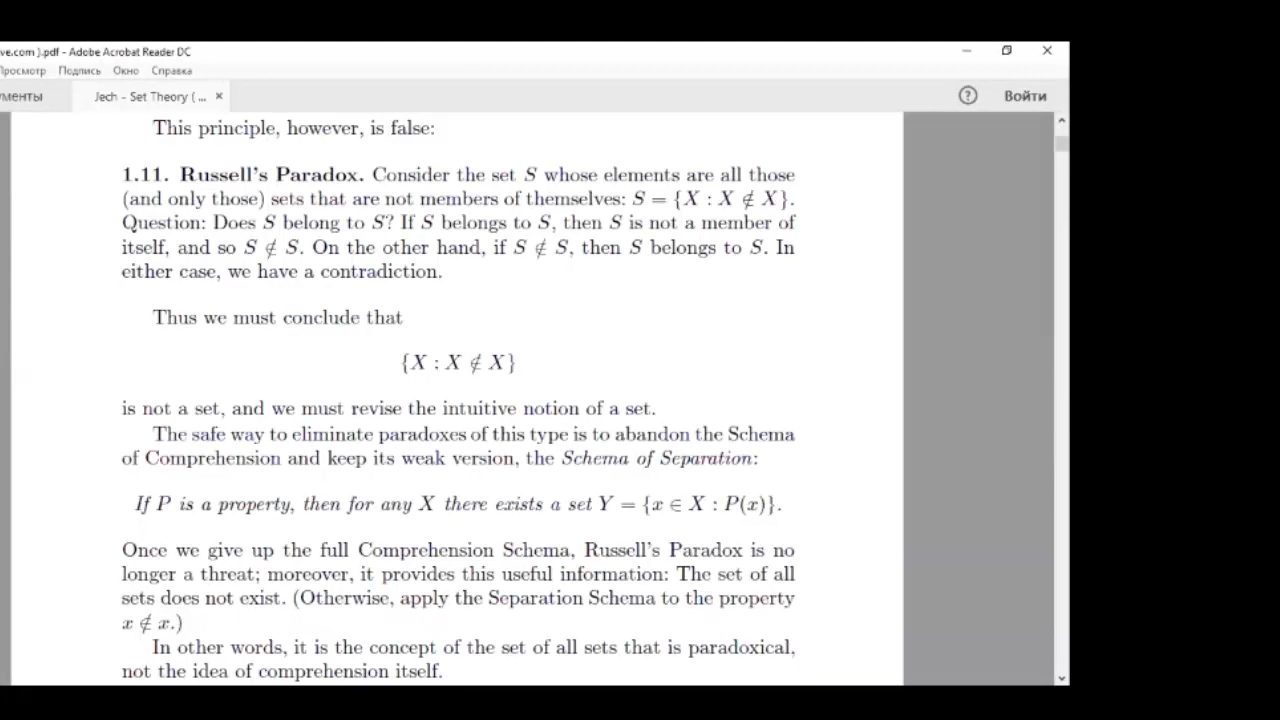 ve.com ).pdf - Adobe Acrobat Reader DC
Просмотр Подпись Окно Справка
Jech - Set Theory ( ... × ? Войти
This principle, however, is false:
1.11. Russell's Paradox. Consider the set S whose elements are all those
(and only those) sets that are not members of themselves: S = {X : X ∉ X}.
Question: Does S belong to S? If S belongs to S, then S is not a member of
itself, and so S ∉ S. On the other hand, if S ∉ S, then S belongs to S. In
either case, we have a contradiction.
Thus we must conclude that
{X : X ∉ X}
is not a set, and we must revise the intuitive notion of a set.
The safe way to eliminate paradoxes of this type is to abandon the Schema
of Comprehension and keep its weak version, the Schema of Separation:
If P is a property, then for any X there exists a set Y = {x ∈ X : P(x)}.
Once we give up the full Comprehension Schema, Russell's Paradox is no
longer a threat; moreover, it provides this useful information: The set of all
sets does not exist. (Otherwise, apply the Separation Schema to the property
x ∉ x.)
In other words, it is the concept of the set of all sets that is paradoxical,
not the idea of comprehension itself.